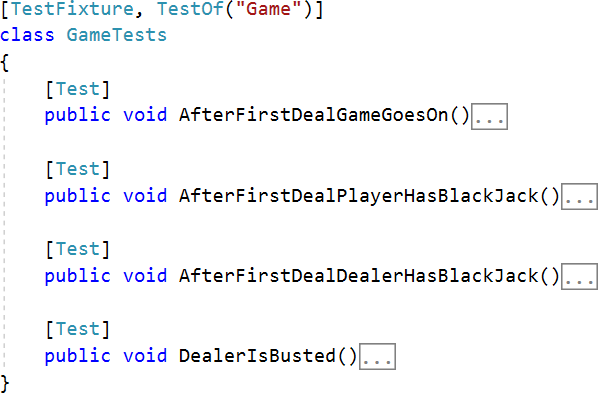 [TestFixture, TestOf("Game")]
class GameTests
{
[Test]
public void AfterFirstDealGameGoesOn()...
[Test]
public void AfterFirstDealPlayerHasBlackJack()...
[Test]
public void AfterFirstDealDealerHasBlackJack()...
[Test]
public void DealerIsBusted()...
}